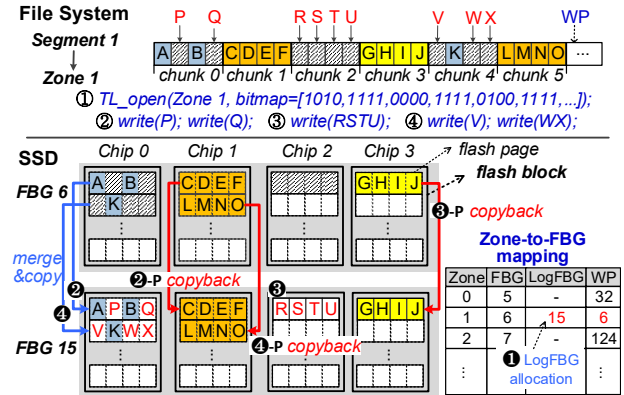 File System
P Q R S T U V W X WP
Segment 1
A B C D E F G H I J K L M N O ...
Zone 1 chunk 0 chunk 1 chunk 2 chunk 3 chunk 4 chunk 5
① TL_open(Zone 1, bitmap=[1010,1111,0000,1111,0100,1111,...]);
② write(P); write(Q); ③ write(RSTU); ④ write(V); write(WX);
SSD Chip 0 Chip 1 Chip 2 Chip 3 flash page
FBG 6 A B C D E F G H I J flash block
K L M N O
❸-P copyback
merge
&copy
Zone-to-FBG
mapping
❷-P copyback
Zone FBG LogFBG WP
0 5 - 32
1 6 15 6
2 7 - 124
❶ LogFBG
allocation
❷ ❸
❹
A P B Q C D E F R S T U G H I J
V K W X L M N O
❹-P copyback
FBG 15